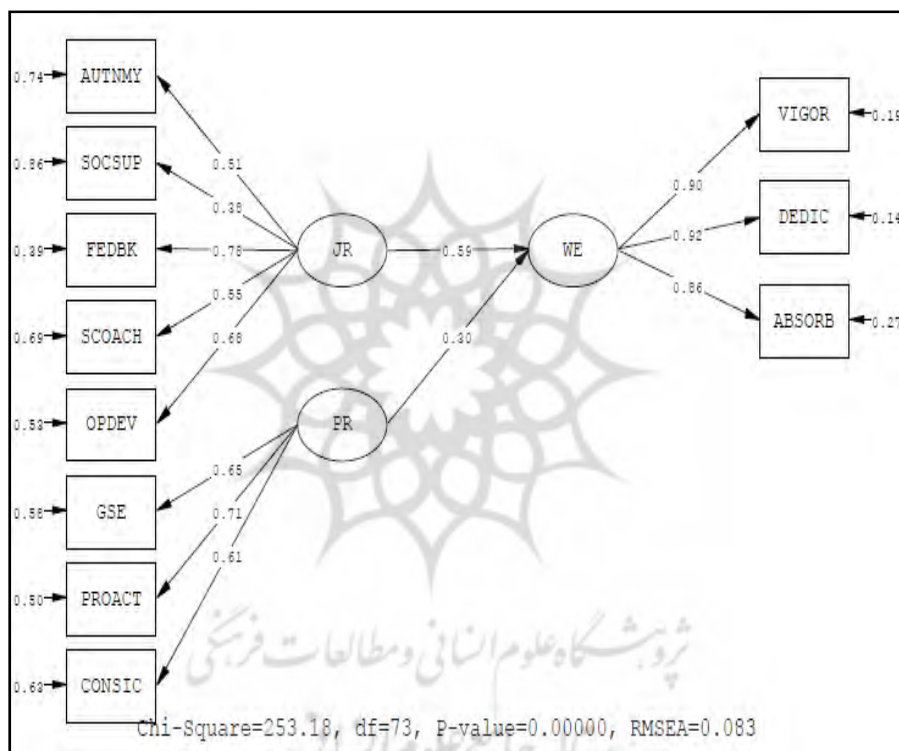 0.74 AUTNMY
0.86 SOCSUP
0.39 FEDBK
0.69 SCOACH
0.53 OPDEV
0.58 GSE
0.50 PROACT
0.63 CONSIC
0.51
0.38
0.78
0.55
0.68
JR
0.59
WE
0.65
0.71
0.61
PR
0.30
0.90
0.92
0.86
VIGOR 0.19
DEDIC 0.14
ABSORB 0.27
پژوهشگاه علوم انسانی و مطالعات فرهنگی
Chi-Square=253.18, df=73, P-value=0.00000, RMSEA=0.083